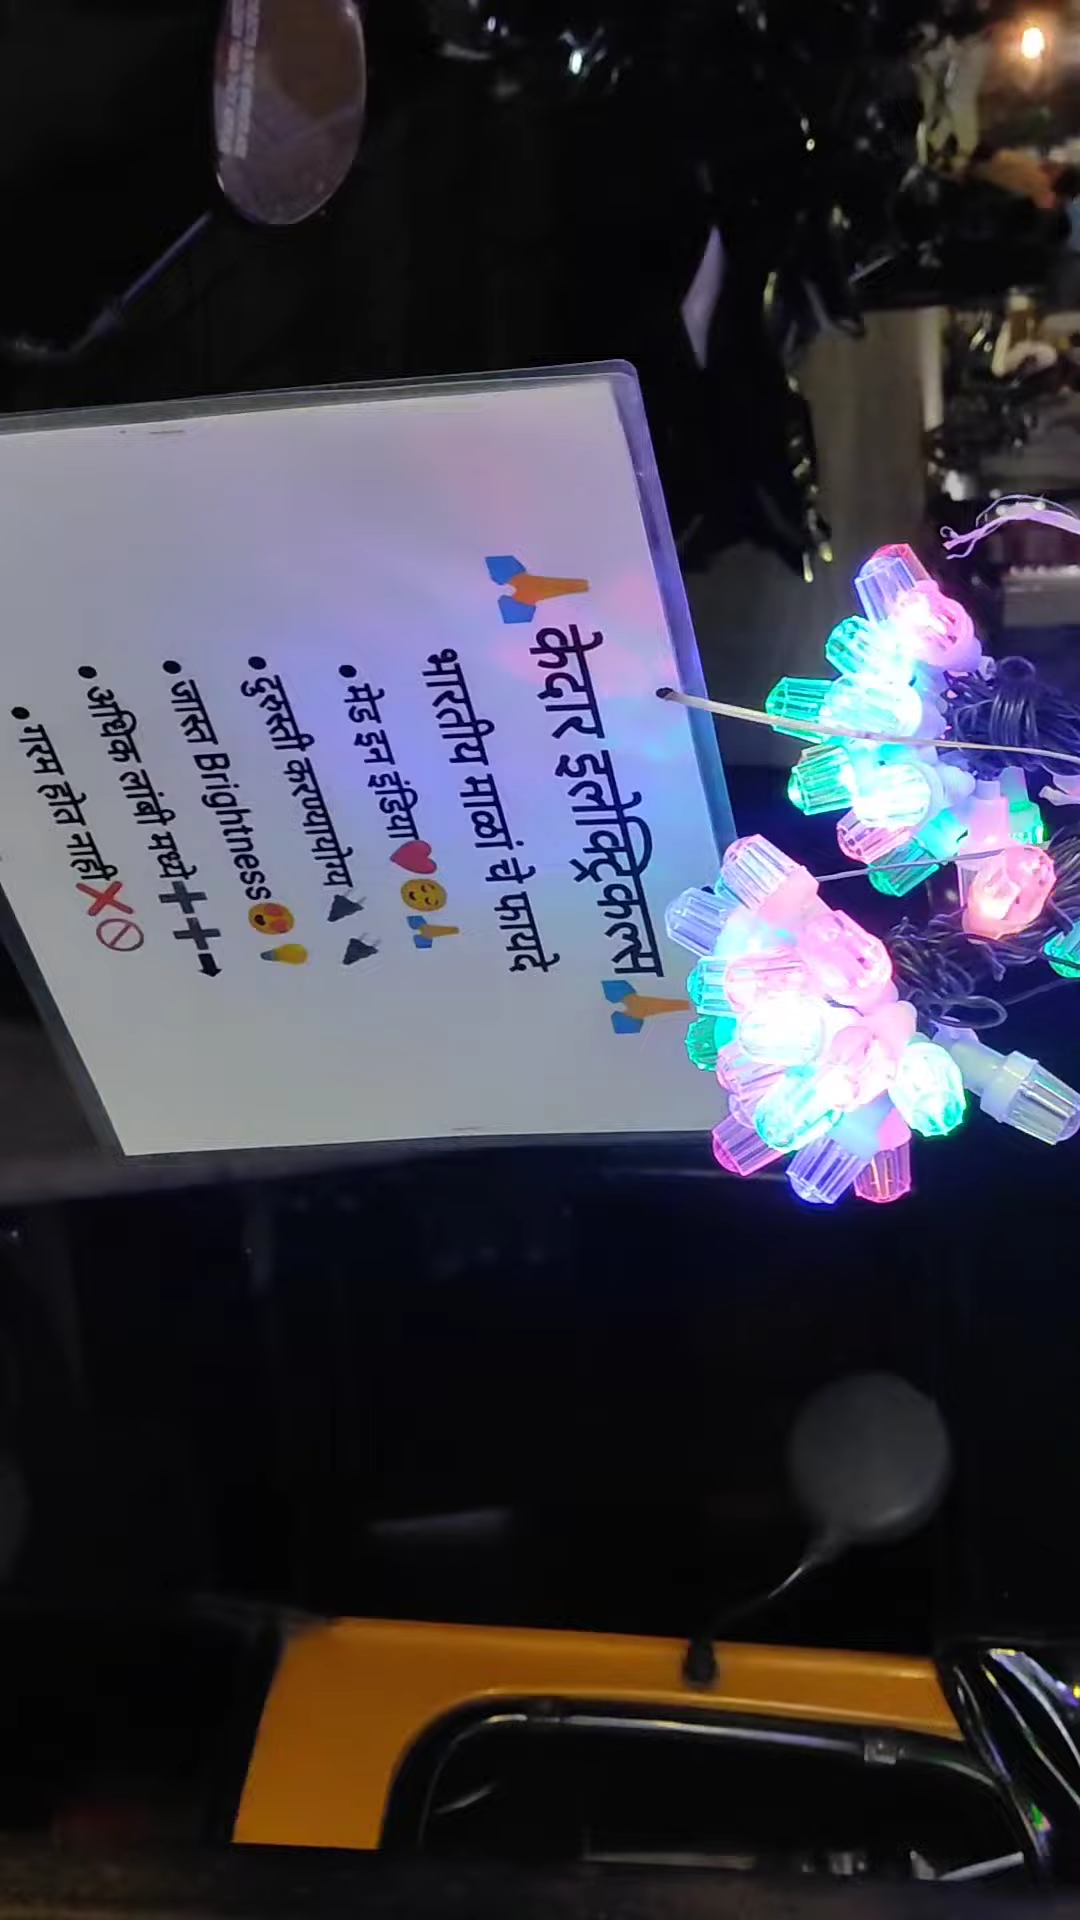 🙏केदार इलेक्ट्रिकल्स🙏
भारतीय माळां चे फायदे
• मेड इन इंडिया❤️😇🙏
• दुरुस्ती करण्यायोग्य🔌🔌
• जास्त Brightness😍💡
• अधिक लांबी मध्ये➕➕➡
• गरम होत नाही❌🚫